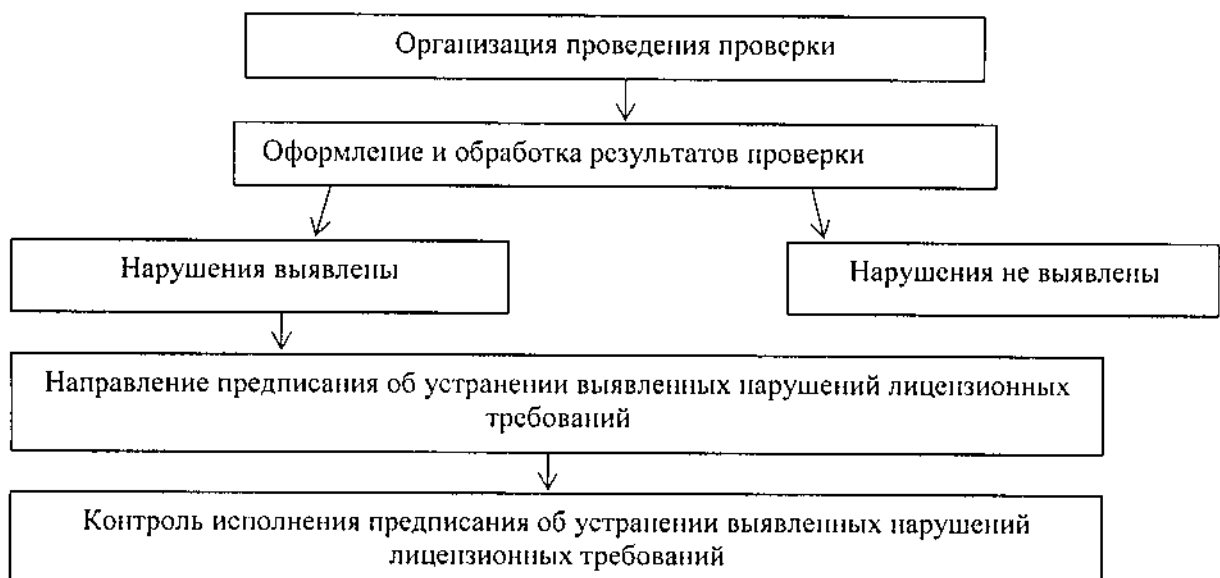 Организация проведения проверки
Оформление и обработка результатов проверки
Нарушения выявлены
Нарушения не выявлены
Направление предписания об устранении выявленных нарушений лицензионных
требований
Контроль исполнения предписания об устранении выявленных нарушений
лицензионных требований